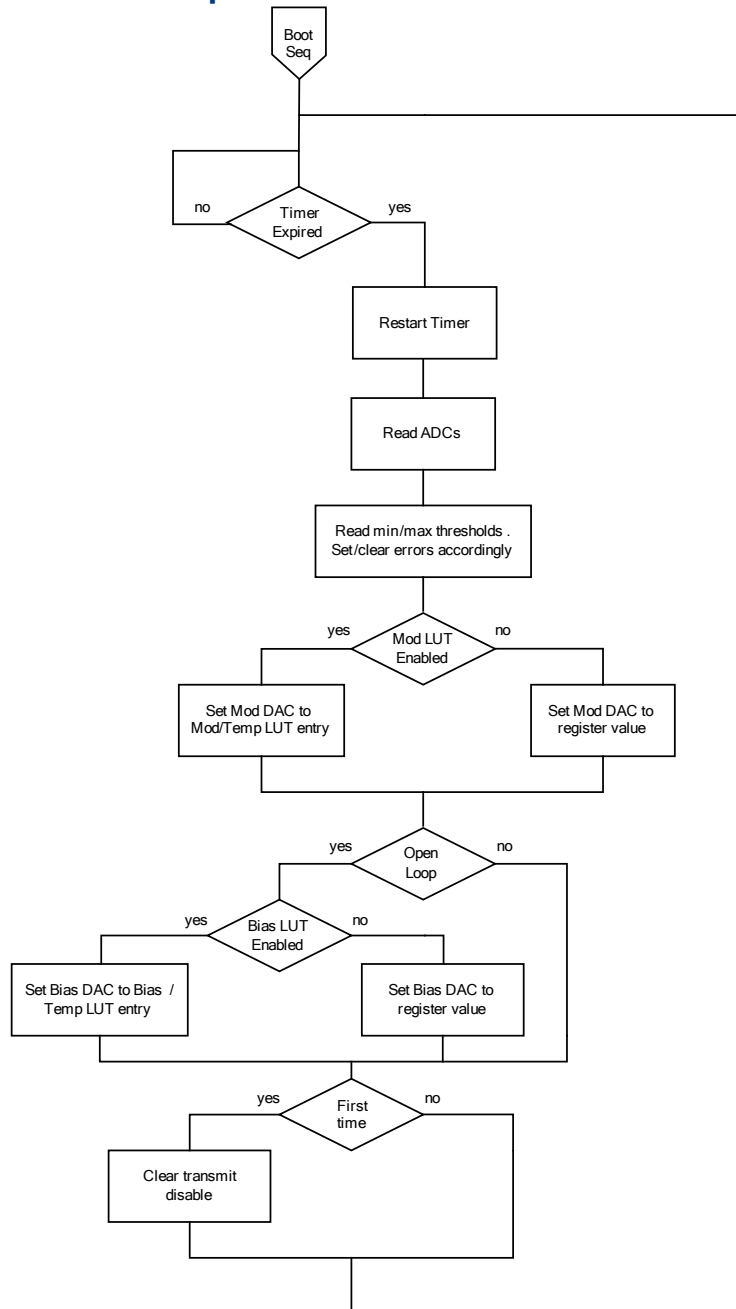 Boot
Seq
no
Timer
Expired
yes
Restart Timer
Read ADCs
Read min/max thresholds .
Set/clear errors accordingly
yes
Mod LUT
Enabled
no
Set Mod DAC to
Mod/Temp LUT entry
Set Mod DAC to
register value
yes
Open
Loop
no
yes
Bias LUT
Enabled
no
Set Bias DAC to Bias /
Temp LUT entry
Set Bias DAC to
register value
yes
First
time
no
Clear transmit
disable